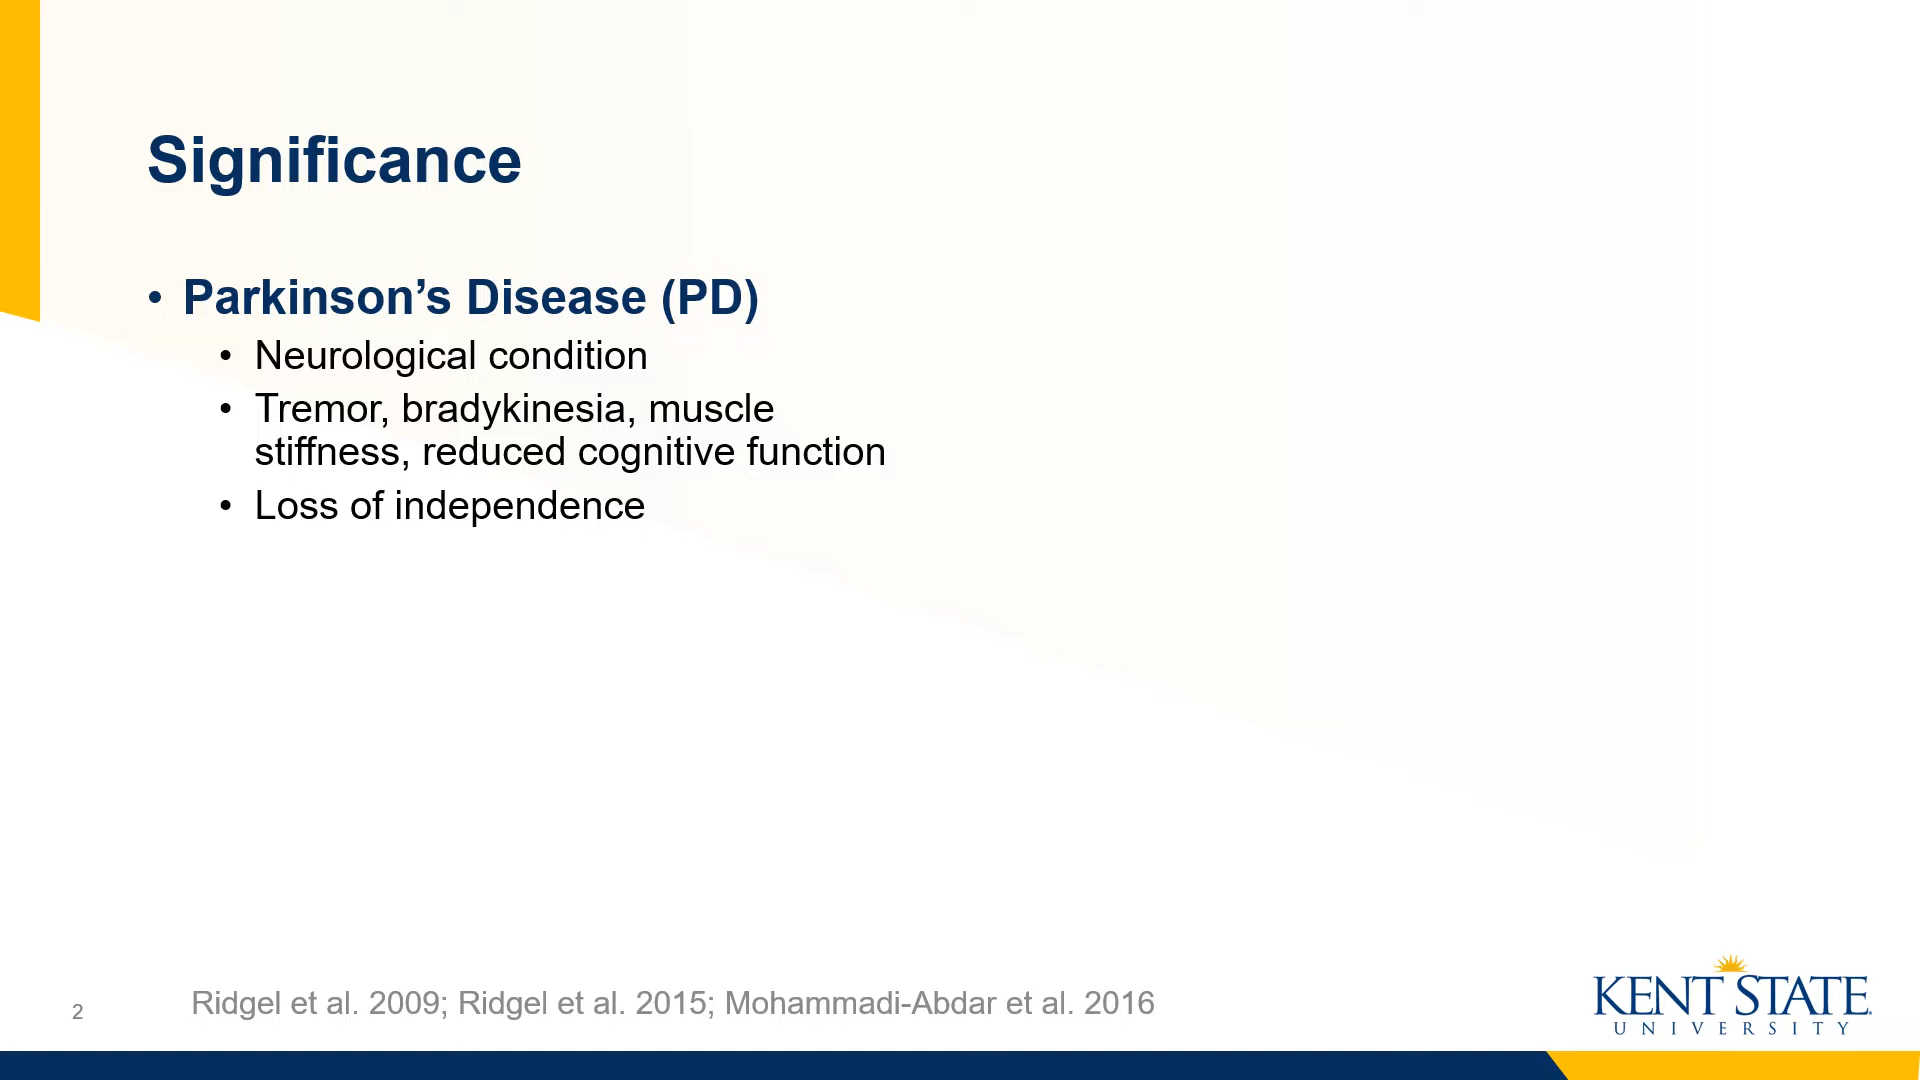 Significance
• Parkinson’s Disease (PD)
• Neurological condition
• Tremor, bradykinesia, muscle
stiffness, reduced cognitive function
• Loss of independence
2
Ridgel et al. 2009; Ridgel et al. 2015; Mohammadi-Abdar et al. 2016
KENT STATE
UNIVERSITY